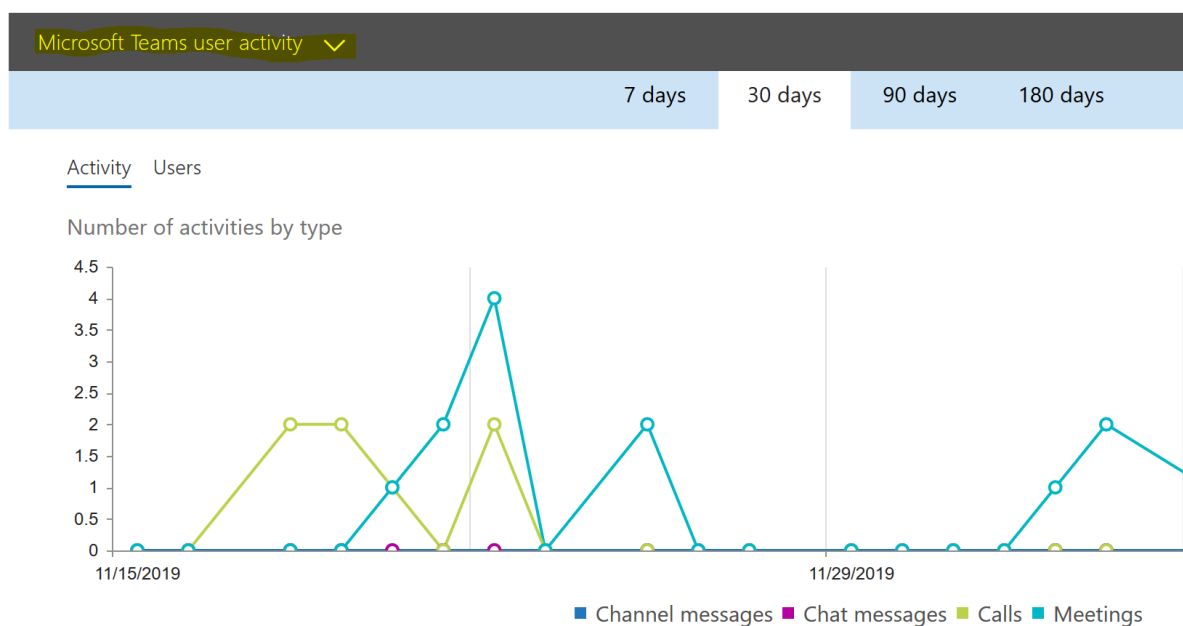 Microsoft Teams user activity
7 days 30 days 90 days 180 days
Activity Users
Number of activities by type
4.5
4
3.5
3
2.5
2
1.5
1
0.5
0
11/15/2019 11/29/2019
Channel messages Chat messages Calls Meetings